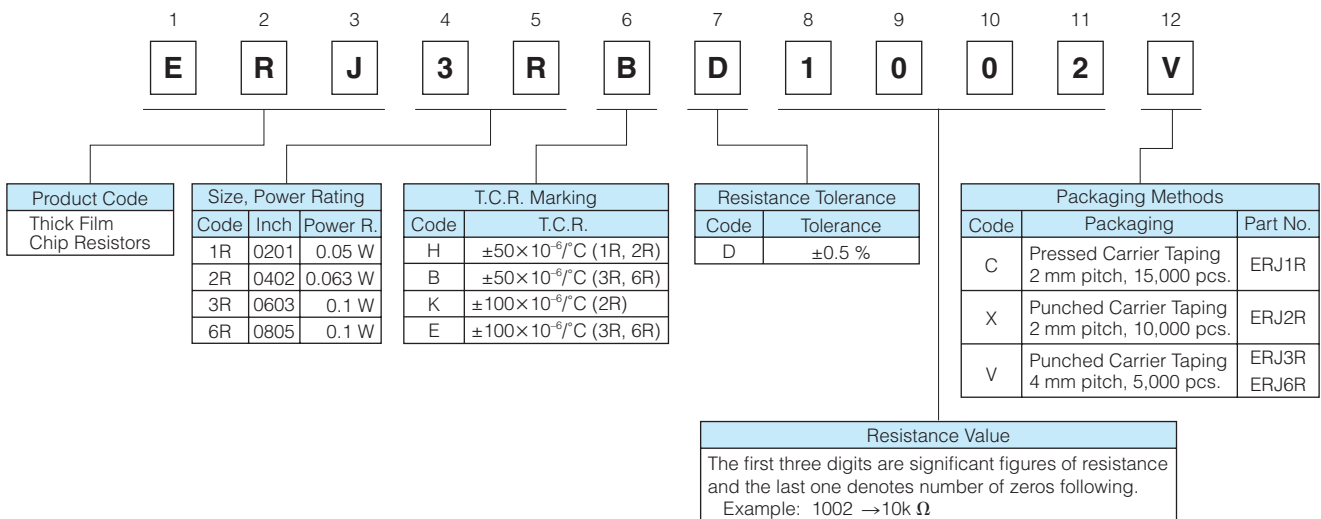 1 2 3 4 5 6 7 8 9 10 11 12
E R J 3 R B D 1 0 0 2 V
Product Code
Thick Film
Chip Resistors
Size, Power Rating
Code Inch Power R.
1R 0201 0.05 W
2R 0402 0.063 W
3R 0603 0.1 W
6R 0805 0.1 W
T.C.R. Marking
Code T.C.R.
H ±50×10⁻⁶/°C (1R, 2R)
B ±50×10⁻⁶/°C (3R, 6R)
K ±100×10⁻⁶/°C (2R)
E ±100×10⁻⁶/°C (3R, 6R)
Resistance Tolerance
Code Tolerance
D ±0.5 %
Packaging Methods
Code Packaging Part No.
C Pressed Carrier Taping
2 mm pitch, 15,000 pcs. ERJ1R
X Punched Carrier Taping
2 mm pitch, 10,000 pcs. ERJ2R
V Punched Carrier Taping ERJ3R
4 mm pitch, 5,000 pcs. ERJ6R
Resistance Value
The first three digits are significant figures of resistance
and the last one denotes number of zeros following.
Example: 1002 →10k Ω